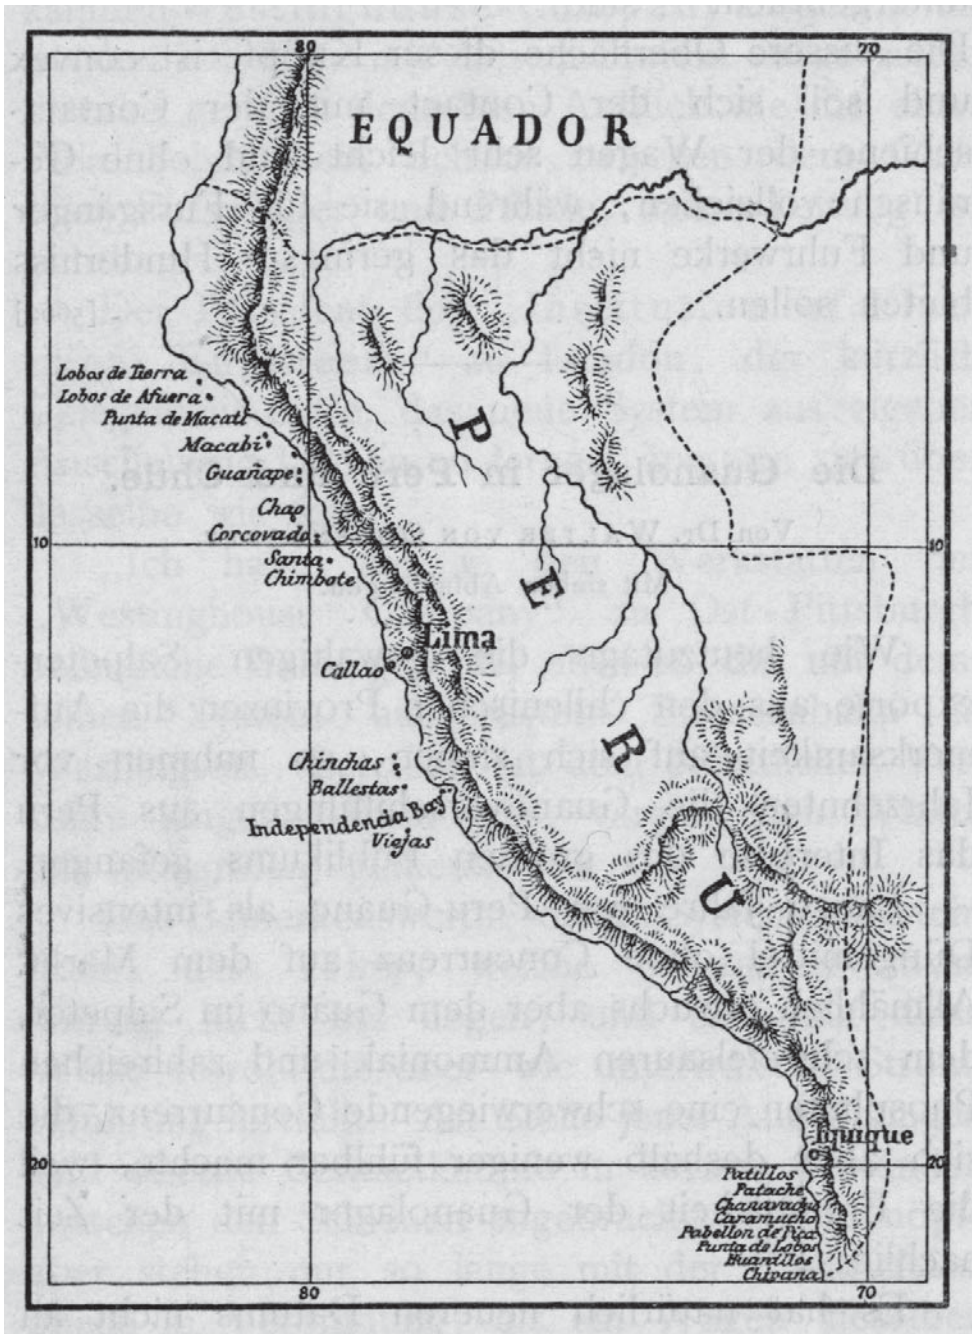 80
70
EQUADOR
Lobos de Tierra
Lobos de Afuera
Punta de Macati
Macabi
Guañape
Chao
Corcovado
10
10
Santa
Chimbote
PERU
Lima
Callao
Chinchas
Ballestas
Independencia Bay
Viejas
Iquique
20
20
Patillos
Patache
Chanavaya
Caramucho
Pabellon de Pica
Punta de Lobos
Huanillos
Chipana
80
70